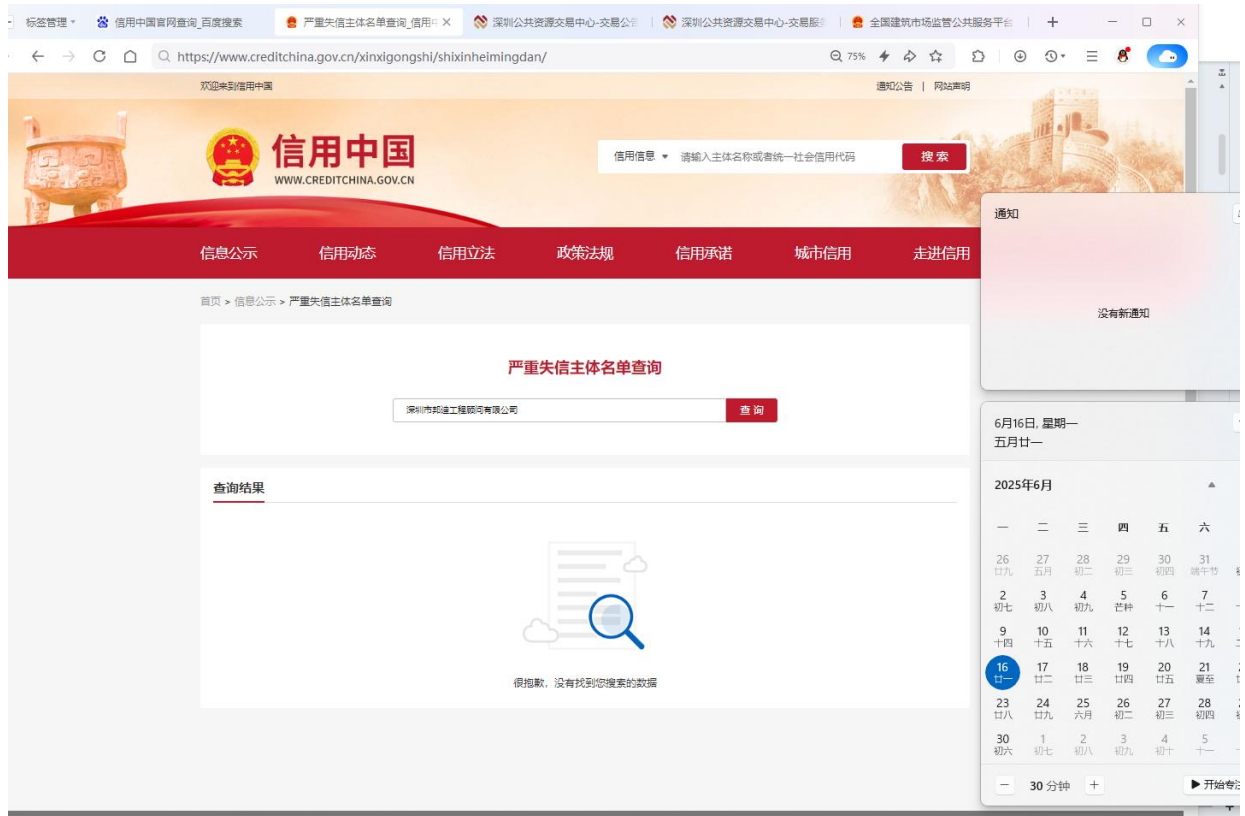 标签管理
信用中国官网查询_百度搜索
严重失信主体名单查询_信用中
深圳公共资源交易中心-交易公告
深圳公共资源交易中心-交易服务
全国建筑市场监管公共服务平台
https://www.creditchina.gov.cn/xinxigongshi/shixinheimingdan/
75%
欢迎来到信用中国
通知公告 | 网站声明
信用中国
WWW.CREDITCHINA.GOV.CN
信用信息
请输入主体名称或者统一社会信用代码
搜索
信息公示 信用动态 信用立法 政策法规 信用承诺 城市信用 走进信用
首页 > 信息公示 > 严重失信主体名单查询
严重失信主体名单查询
深圳市邦迪工程顾问有限公司
查询
查询结果
很抱歉，没有找到您搜索的数据
通知
没有新通知
6月16日, 星期一
五月廿一
2025年6月
一 二 三 四 五 六
26 27 28 29 30 31
廿九 五月 初二 初三 初四 端午节
2 3 4 5 6 7
初七 初八 初九 芒种 十一 十二
9 10 11 12 13 14
十四 十五 十六 十七 十八 十九
16 17 18 19 20 21
廿一 廿二 廿三 廿四 廿五 夏至
23 24 25 26 27 28
廿八 廿九 六月 初二 初三 初四
30 1 2 3 4 5
初六 初七 初八 初九 初十 十一
30 分钟
开始专注